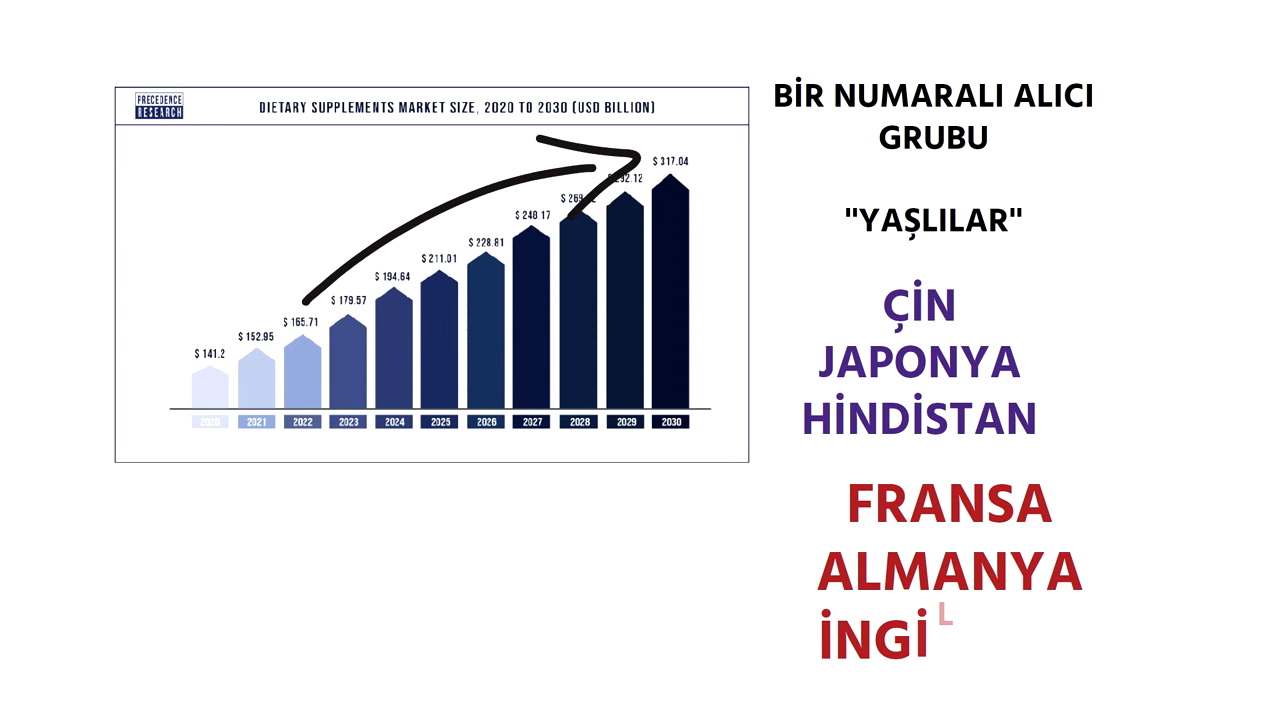 PRECEDENCE
RESEARCH
DIETARY SUPPLEMENTS MARKET SIZE, 2020 TO 2030 (USD BILLION)
$ 141.2
$ 152.95
$ 165.71
$ 179.57
$ 194.64
$ 211.01
$ 228.81
$ 248.17
$ 317.04
2020
2021
2022
2023
2024
2025
2026
2027
2028
2029
2030
BİR NUMARALI ALICI
GRUBU
"YAŞLILAR"
ÇİN
JAPONYA
HİNDİSTAN
FRANSA
ALMANYA
İNGİL